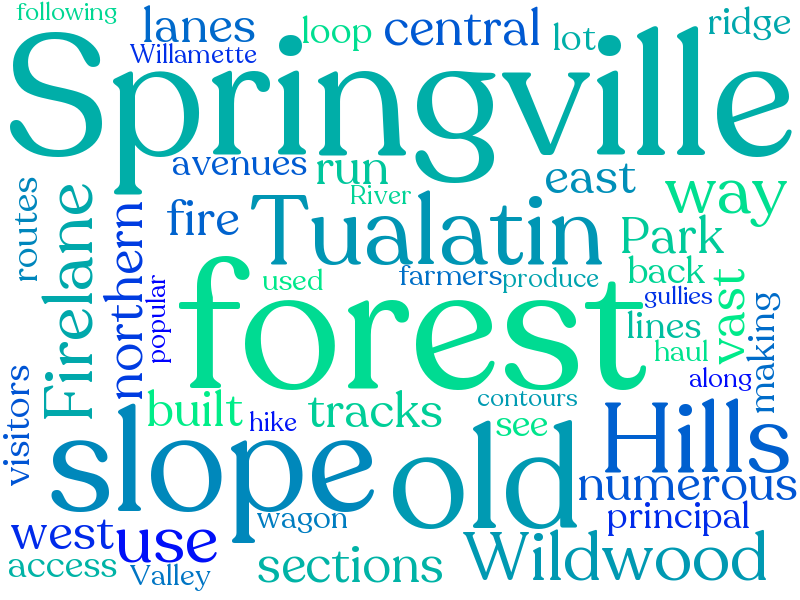 following
lanes
Willamette
loop
central
lot
ridge
Springville
avenues
run
River
east
way
routes
Firelane
northern
fire
Tualatin
Park
popular
used
farmers
produce
back
gullies
vast
making
forest
lines
haul
along
visitors
built
hike
tracks
contours
see
Hills
slope
old
numerous
wagon
principal
west
use
access
Valley
sections
Wildwood